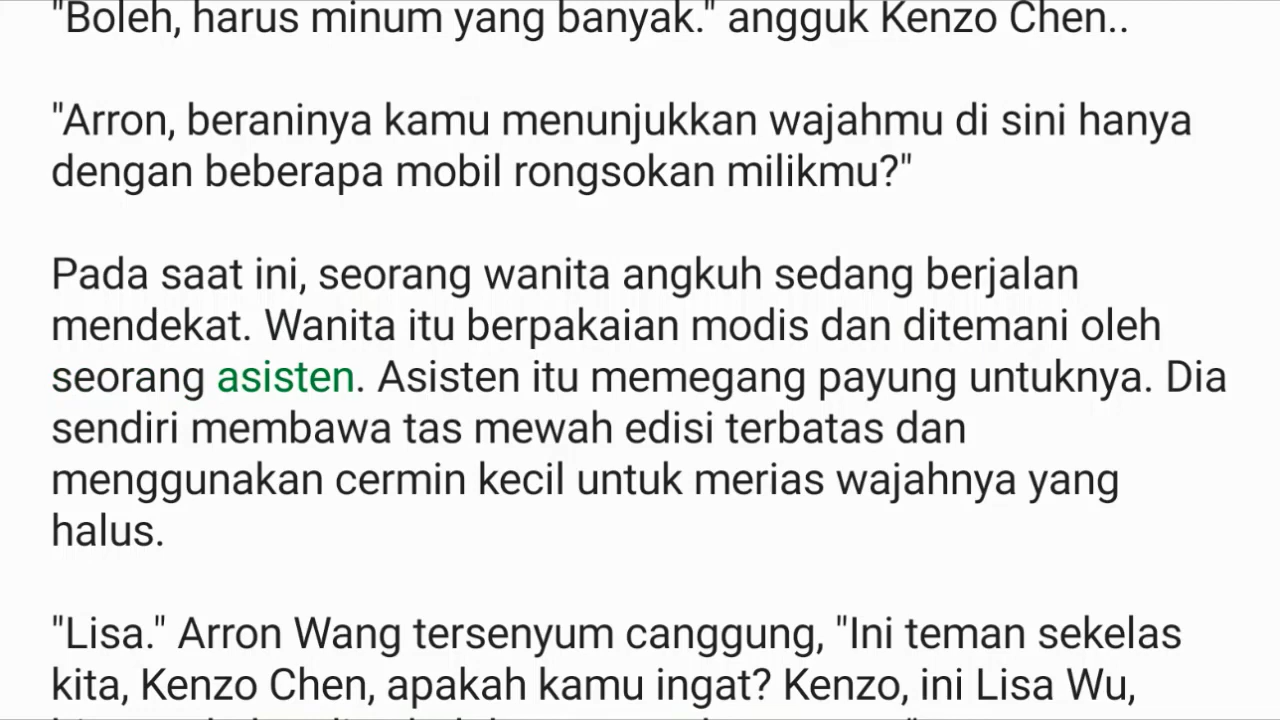 "Boleh, harus minum yang banyak." angguk Kenzo Chen..
"Arron, beraninya kamu menunjukkan wajahmu di sini hanya
dengan beberapa mobil rongsokan milikmu?"
Pada saat ini, seorang wanita angkuh sedang berjalan
mendekat. Wanita itu berpakaian modis dan ditemani oleh
seorang asisten. Asisten itu memegang payung untuknya. Dia
sendiri membawa tas mewah edisi terbatas dan
menggunakan cermin kecil untuk merias wajahnya yang
halus.
"Lisa." Arron Wang tersenyum canggung, "Ini teman sekelas
kita, Kenzo Chen, apakah kamu ingat? Kenzo, ini Lisa Wu,